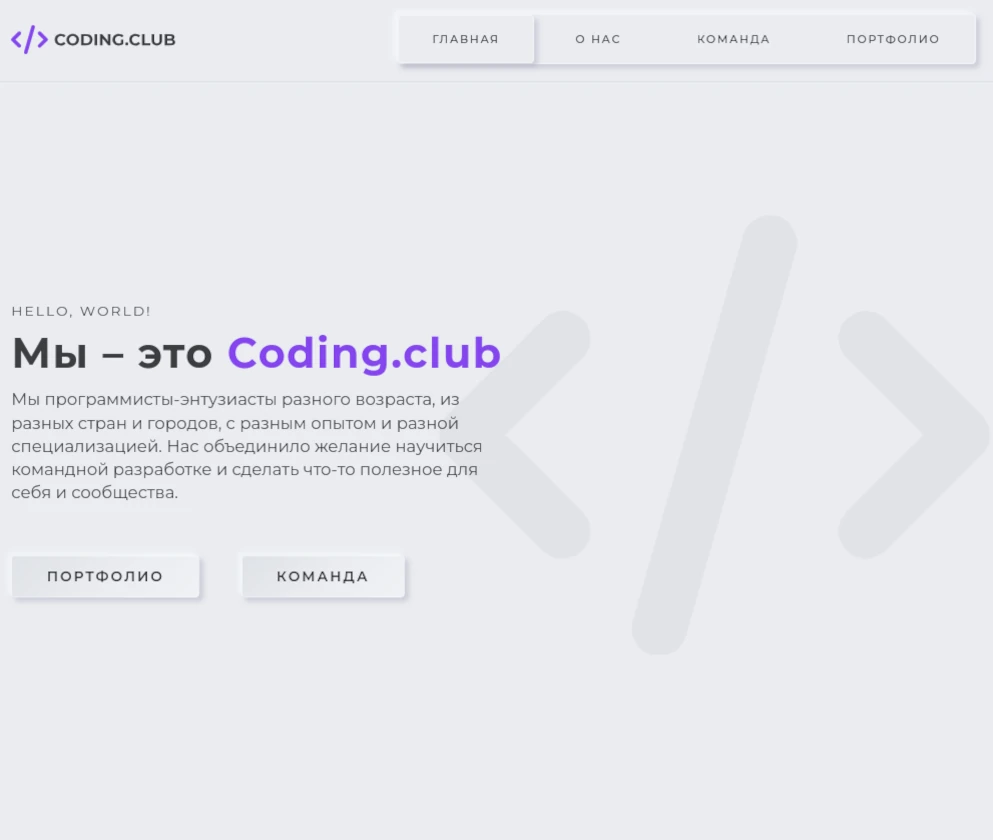 </> CODING.CLUB
ГЛАВНАЯ
О НАС
КОМАНДА
ПОРТФОЛИО
HELLO, WORLD!
Мы – это Coding.club
Мы программисты-энтузиасты разного возраста, из
разных стран и городов, с разным опытом и разной
специализацией. Нас объединило желание научиться
командной разработке и сделать что-то полезное для
себя и сообщества.
ПОРТФОЛИО
КОМАНДА